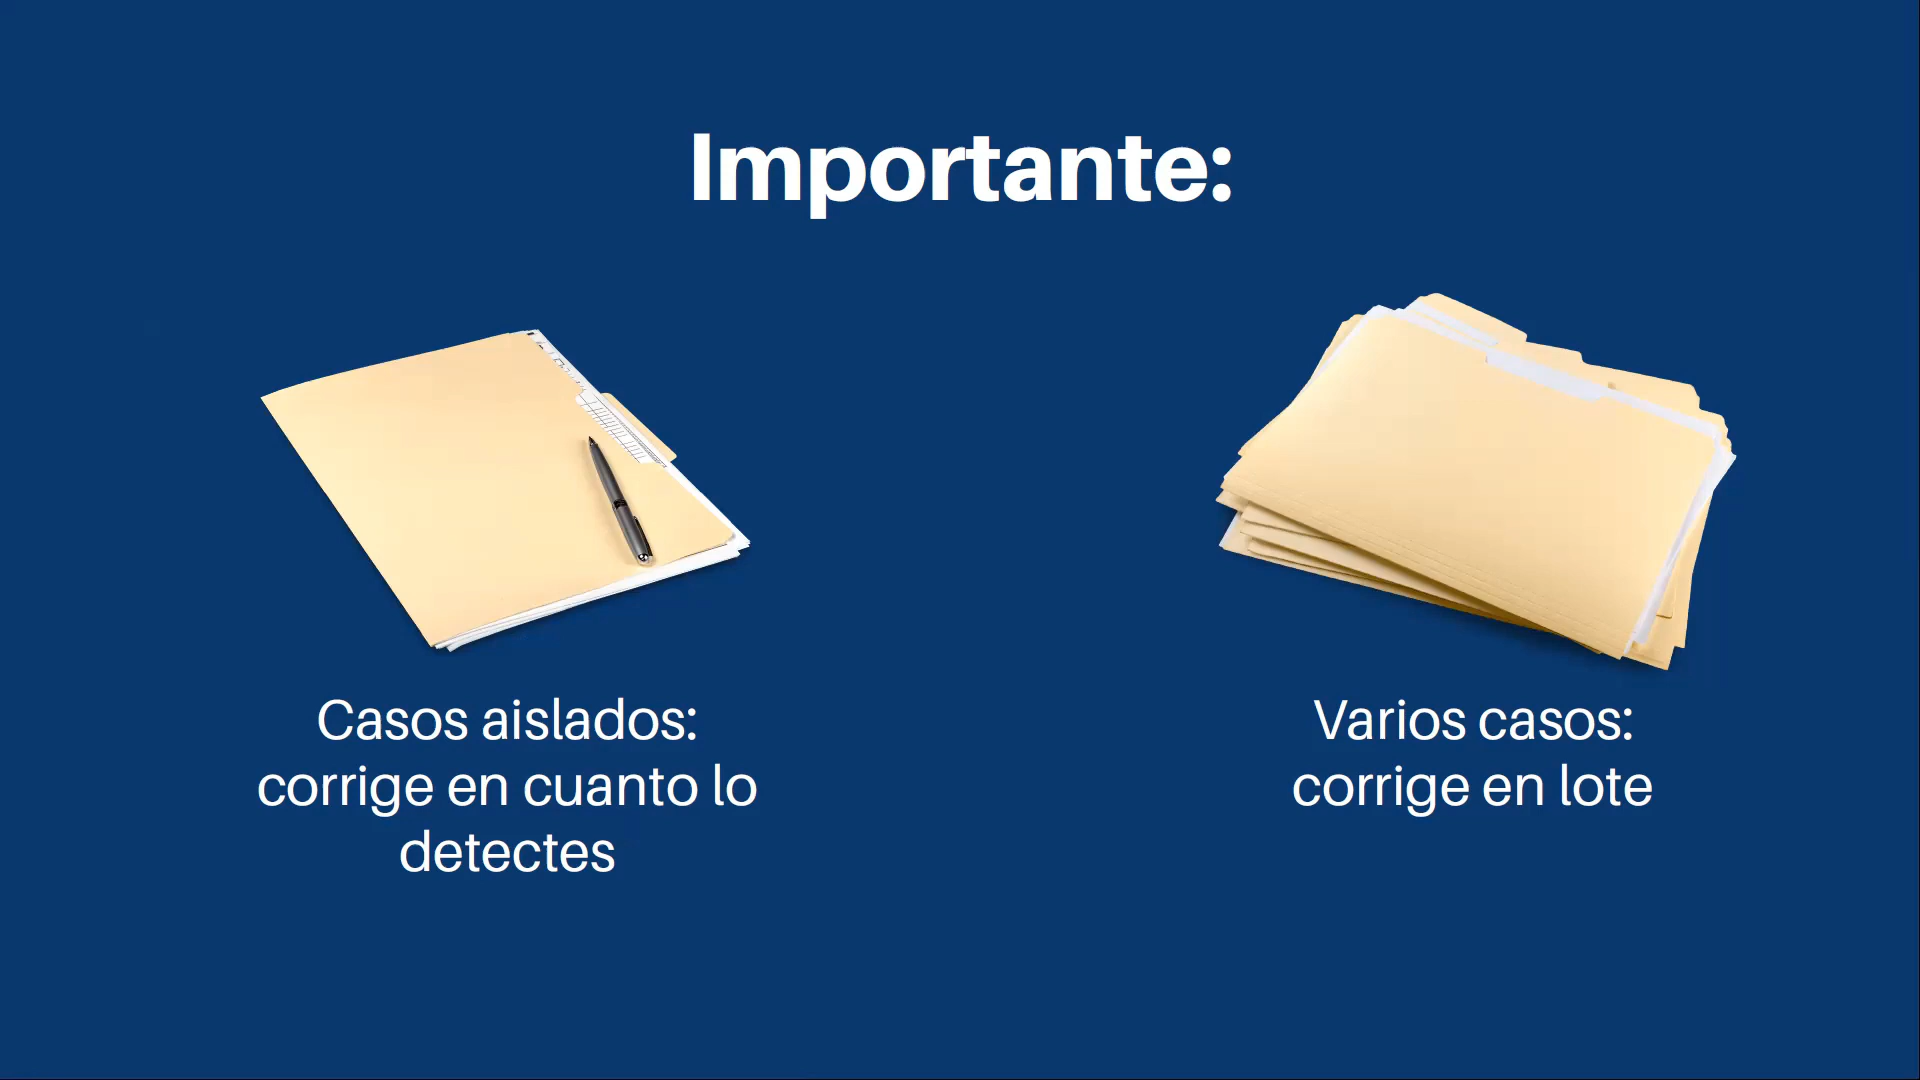 Importante:
Casos aislados:
corrige en cuanto lo
detectes
Varios casos:
corrige en lote